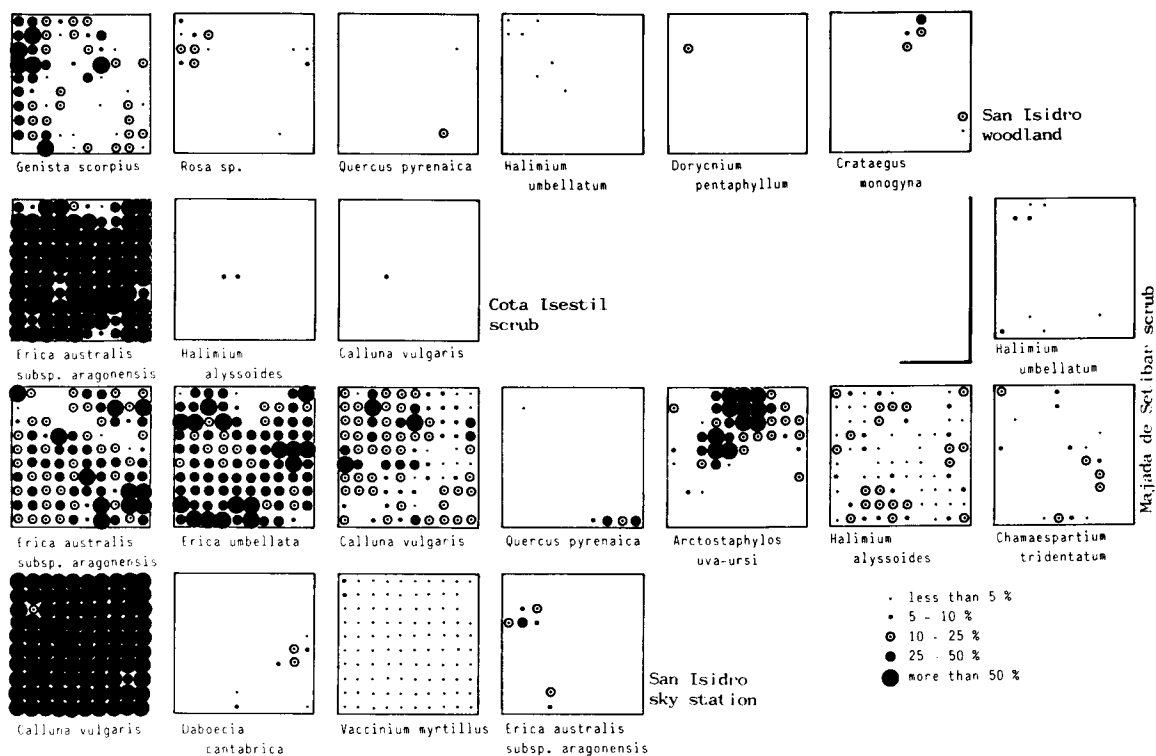 Genista scorpius
Rosa sp.
Quercus pyrenaica
Halimium
umbellatum
Dorycnium
pentaphyllum
Crataegus
monogyna
San Isidro
woodland
Erica australis
subsp. aragonensis
Halimium
alyssoides
Calluna vulgaris
Cota Isestil
scrub
Halimium
umbellatum
Majada de Setibar scrub
Erica australis
subsp. aragonensis
Erica umbellata
Calluna vulgaris
Quercus pyrenaica
Arctostaphylos
uva-ursi
Halimium
alyssoides
Chamaespartium
tridentatum
less than 5 %
5 - 10 %
10 - 25 %
25 - 50 %
more than 50 %
Calluna vulgaris
Daboecia
cantabrica
Vaccinium myrtillus
Erica australis
subsp. aragonensis
San Isidro
sky station